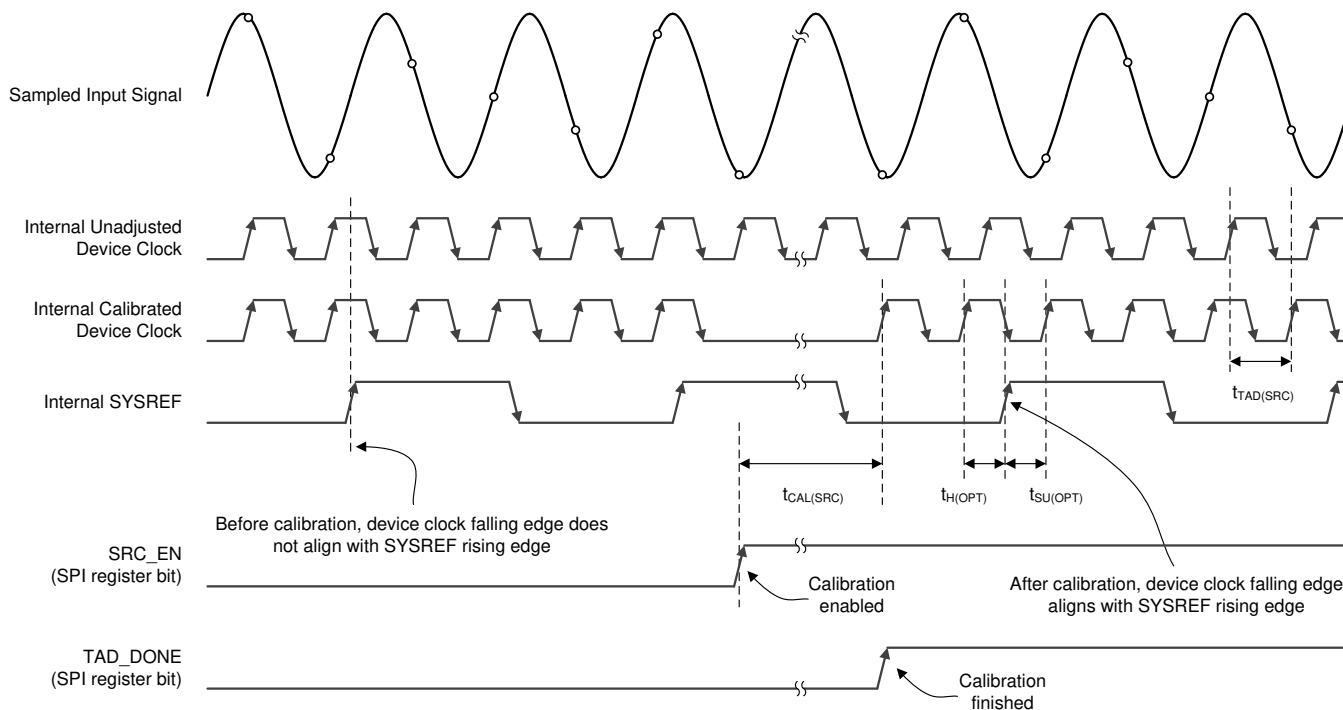 Sampled Input Signal
Internal Unadjusted
Device Clock
Internal Calibrated
Device Clock
tTAD(SRC)
Internal SYSREF
tCAL(SRC)
tH(OPT)
tSU(OPT)
Before calibration, device clock falling edge does
not align with SYSREF rising edge
SRC_EN
(SPI register bit)
Calibration
enabled
After calibration, device clock falling edge
aligns with SYSREF rising edge
TAD_DONE
(SPI register bit)
Calibration
finished